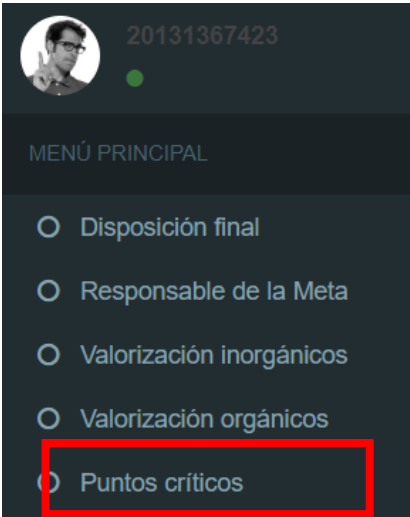 20131367423
MENÚ PRINCIPAL
Disposición final
Responsable de la Meta
Valorización inorgánicos
Valorización orgánicos
Puntos críticos